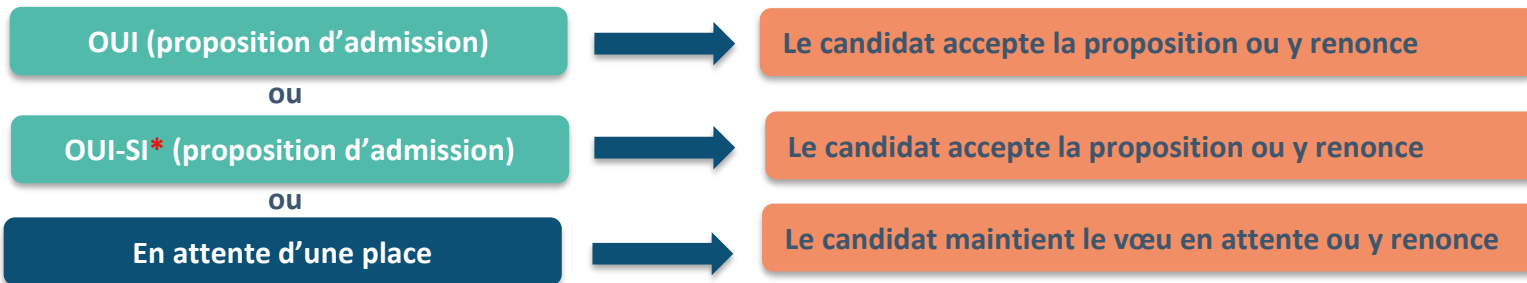 OUI (proposition d’admission)
Le candidat accepte la proposition ou y renonce
ou
OUI-SI* (proposition d’admission)
Le candidat accepte la proposition ou y renonce
ou
En attente d’une place
Le candidat maintient le vœu en attente ou y renonce